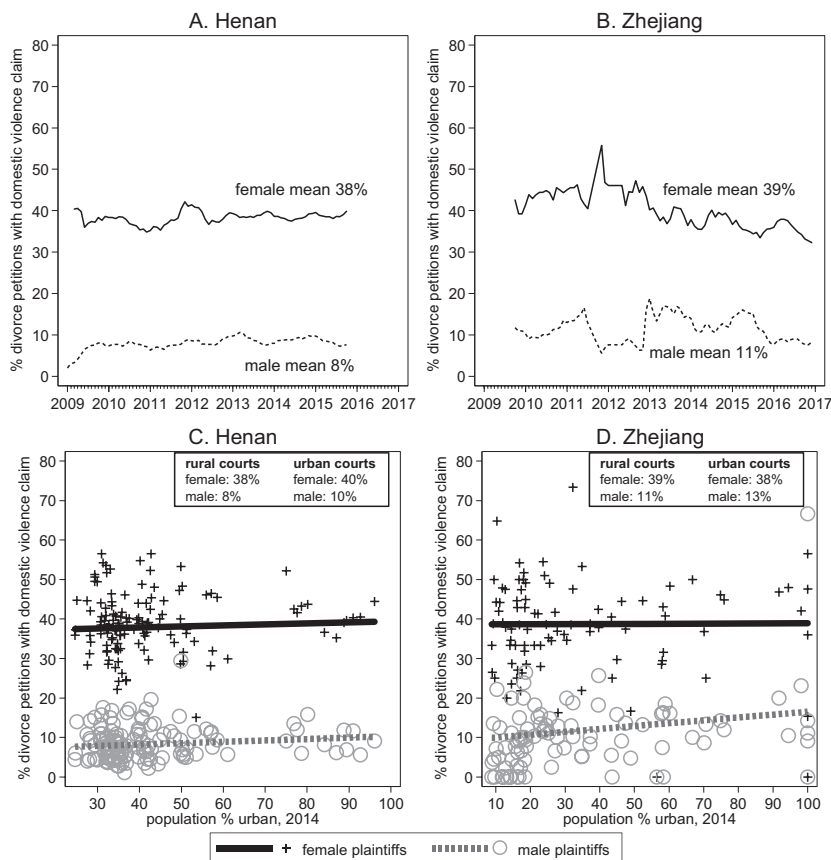 A. Henan
B. Zhejiang
% divorce petitions with domestic violence claim
80
70
60
50
40
30
20
10
0
female mean 38%
male mean 8%
2009 2010 2011 2012 2013 2014 2015 2016 2017
% divorce petitions with domestic violence claim
80
70
60
50
40
30
20
10
0
female mean 39%
male mean 11%
2009 2010 2011 2012 2013 2014 2015 2016 2017
C. Henan
D. Zhejiang
% divorce petitions with domestic violence claim
80
70
60
50
40
30
20
10
0
rural courts urban courts
female: 38% female: 40%
male: 8% male: 10%
30 40 50 60 70 80 90 100
population % urban, 2014
% divorce petitions with domestic violence claim
80
70
60
50
40
30
20
10
0
rural courts urban courts
female: 39% female: 38%
male: 11% male: 13%
10 20 30 40 50 60 70 80 90 100
population % urban, 2014
female plaintiffs male plaintiffs